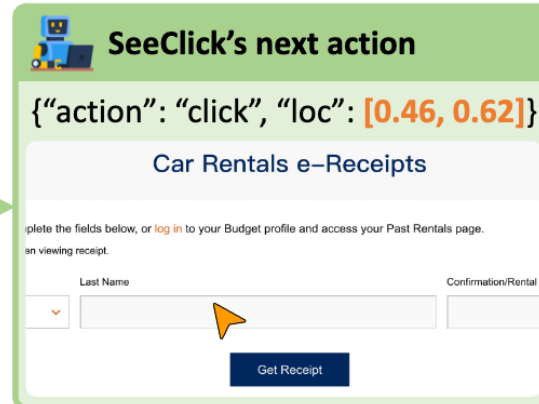 SeeClick's next action
{“action”: “click”, “loc”: [0.46, 0.62]}
Car Rentals e–Receipts
plete the fields below, or log in to your Budget profile and access your Past Rentals page.
en viewing receipt.
Last Name
Confirmation/Rental
Get Receipt